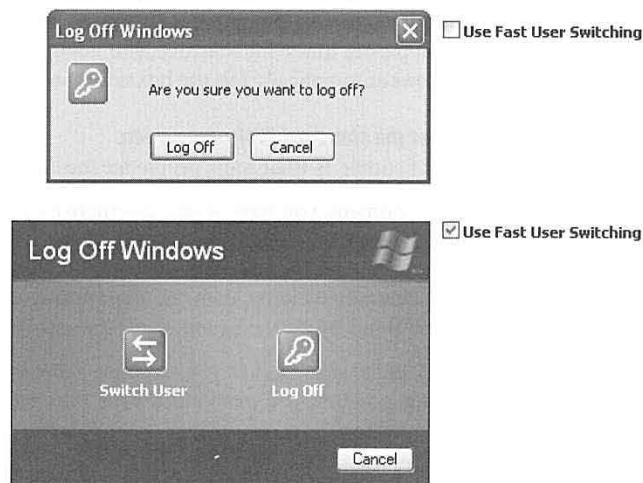 Log Off Windows
Use Fast User Switching
Are you sure you want to log off?
Log Off Cancel
Log Off Windows
Use Fast User Switching
Switch User Log Off
Cancel